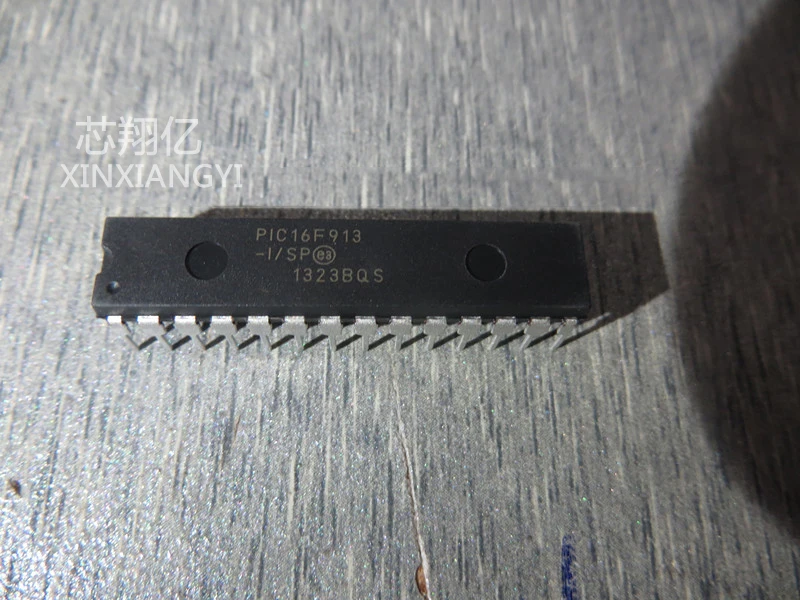 芯翔亿
XINXIANGYI
PIC16F913
-I/SP e3
1323BQS